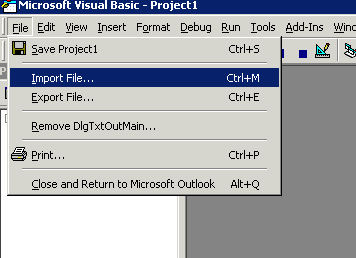 Microsoft Visual Basic - Project1
File Edit View Insert Format Debug Run Tools Add-Ins Window
Save Project1 Ctrl+S
Import File... Ctrl+M
Export File... Ctrl+E
Remove DlgTxtOutMain...
Print... Ctrl+P
Close and Return to Microsoft Outlook Alt+Q